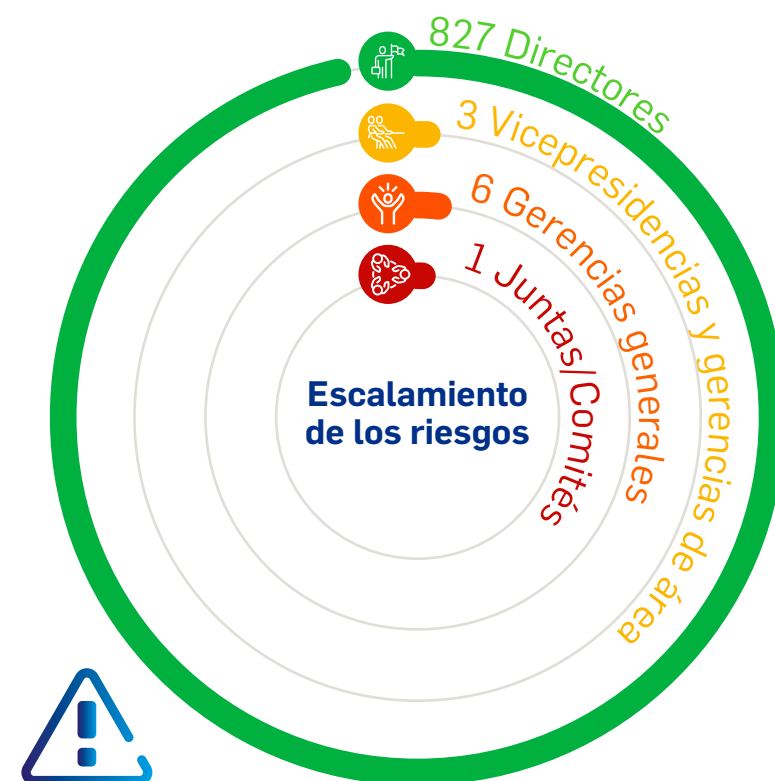 827 Directores
3 Vicepresidencias y gerencias de área
6 Gerencias generales
1 Juntas/Comités
Escalamiento
de los riesgos